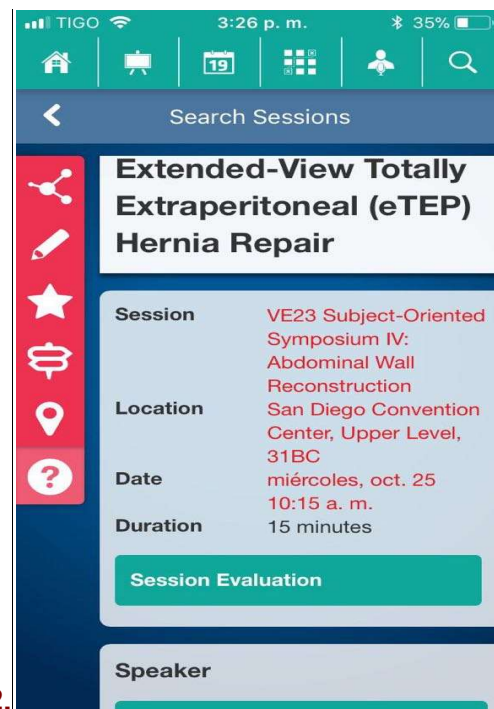 TIGO 3:26 p. m. 35%
19
Search Sessions
Extended-View Totally
Extraperitoneal (eTEP)
Hernia Repair
Session VE23 Subject-Oriented
Symposium IV:
Abdominal Wall
Reconstruction
Location San Diego Convention
Center, Upper Level,
31BC
Date miércoles, oct. 25
10:15 a. m.
Duration 15 minutes
?
Session Evaluation
Speaker